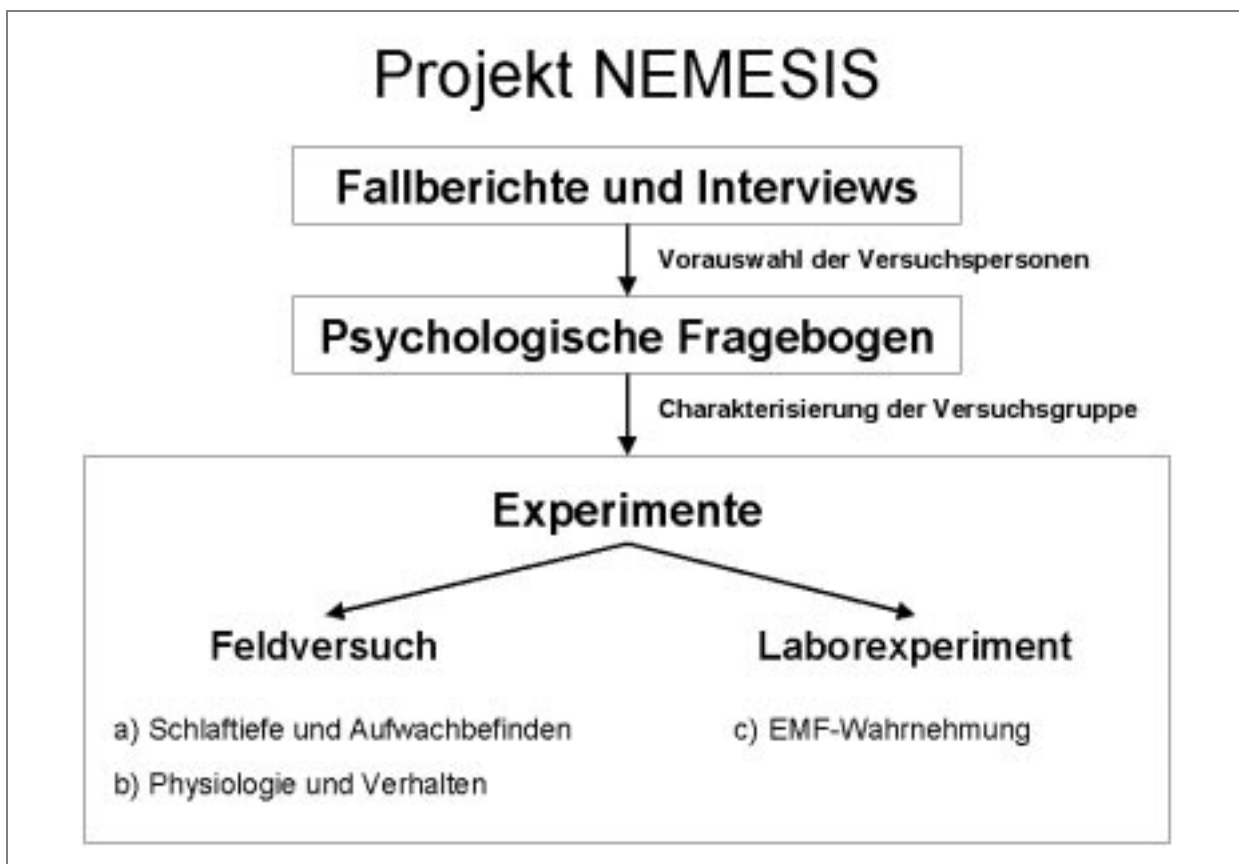 Projekt NEMESIS
Fallberichte und Interviews
Vorauswahl der Versuchspersonen
Psychologische Fragebogen
Charakterisierung der Versuchsgruppe
Experimente
Feldversuch
a) Schlaftiefe und Aufwachbefinden
b) Physiologie und Verhalten
Laborexperiment
c) EMF-Wahrnehmung